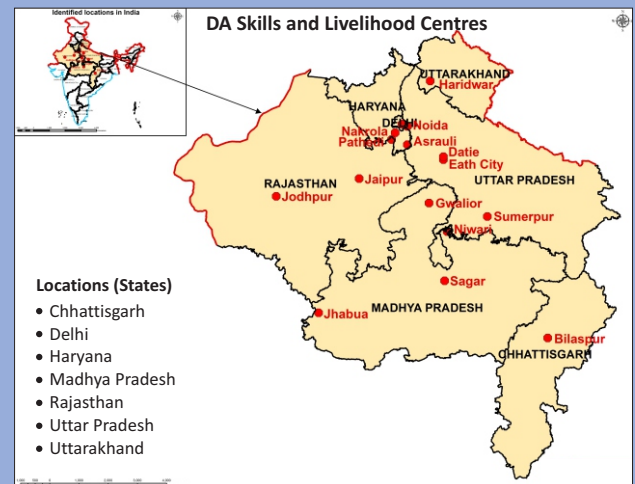 Identified locations in India
DA Skills and Livelihood Centres
UTTARAKHAND
Haridwar
HARYANA
DELHI
Noida
Nakrola
Asrauli
Datie
Eath City
UTTAR PRADESH
RAJASTHAN
Jaipur
Jodhpur
Gwalior
Sumerpur
Niwari
Sagar
MADHYA PRADESH
Jhabua
Bilaspur
CHHATTISGARH
Locations (States)
• Chhattisgarh
• Delhi
• Haryana
• Madhya Pradesh
• Rajasthan
• Uttar Pradesh
• Uttarakhand